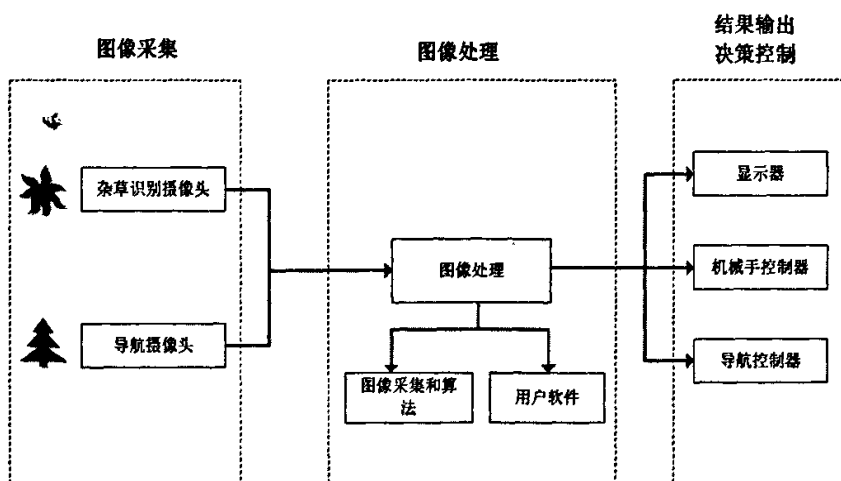 图像采集
图像处理
结果输出
决策控制
杂草识别摄像头
导航摄像头
图像处理
图像采集和算
法
用户软件
显示器
机械手控制器
导航控制器